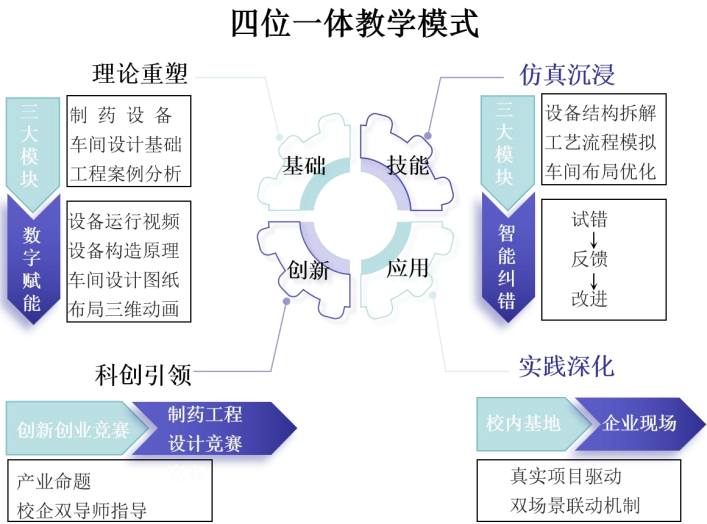 四位一体教学模式
理论重塑
三大模块
制药设备
车间设计基础
工程案例分析
数字赋能
设备运行视频
设备构造原理
车间设计图纸
布局三维动画
基础
技能
创新
应用
仿真沉浸
三大模块
设备结构拆解
工艺流程模拟
车间布局优化
智能纠错
试错
反馈
改进
科创引领
创新创业竞赛
制药工程
设计竞赛
产业命题
校企双导师指导
实践深化
校内基地
企业现场
真实项目驱动
双场景联动机制